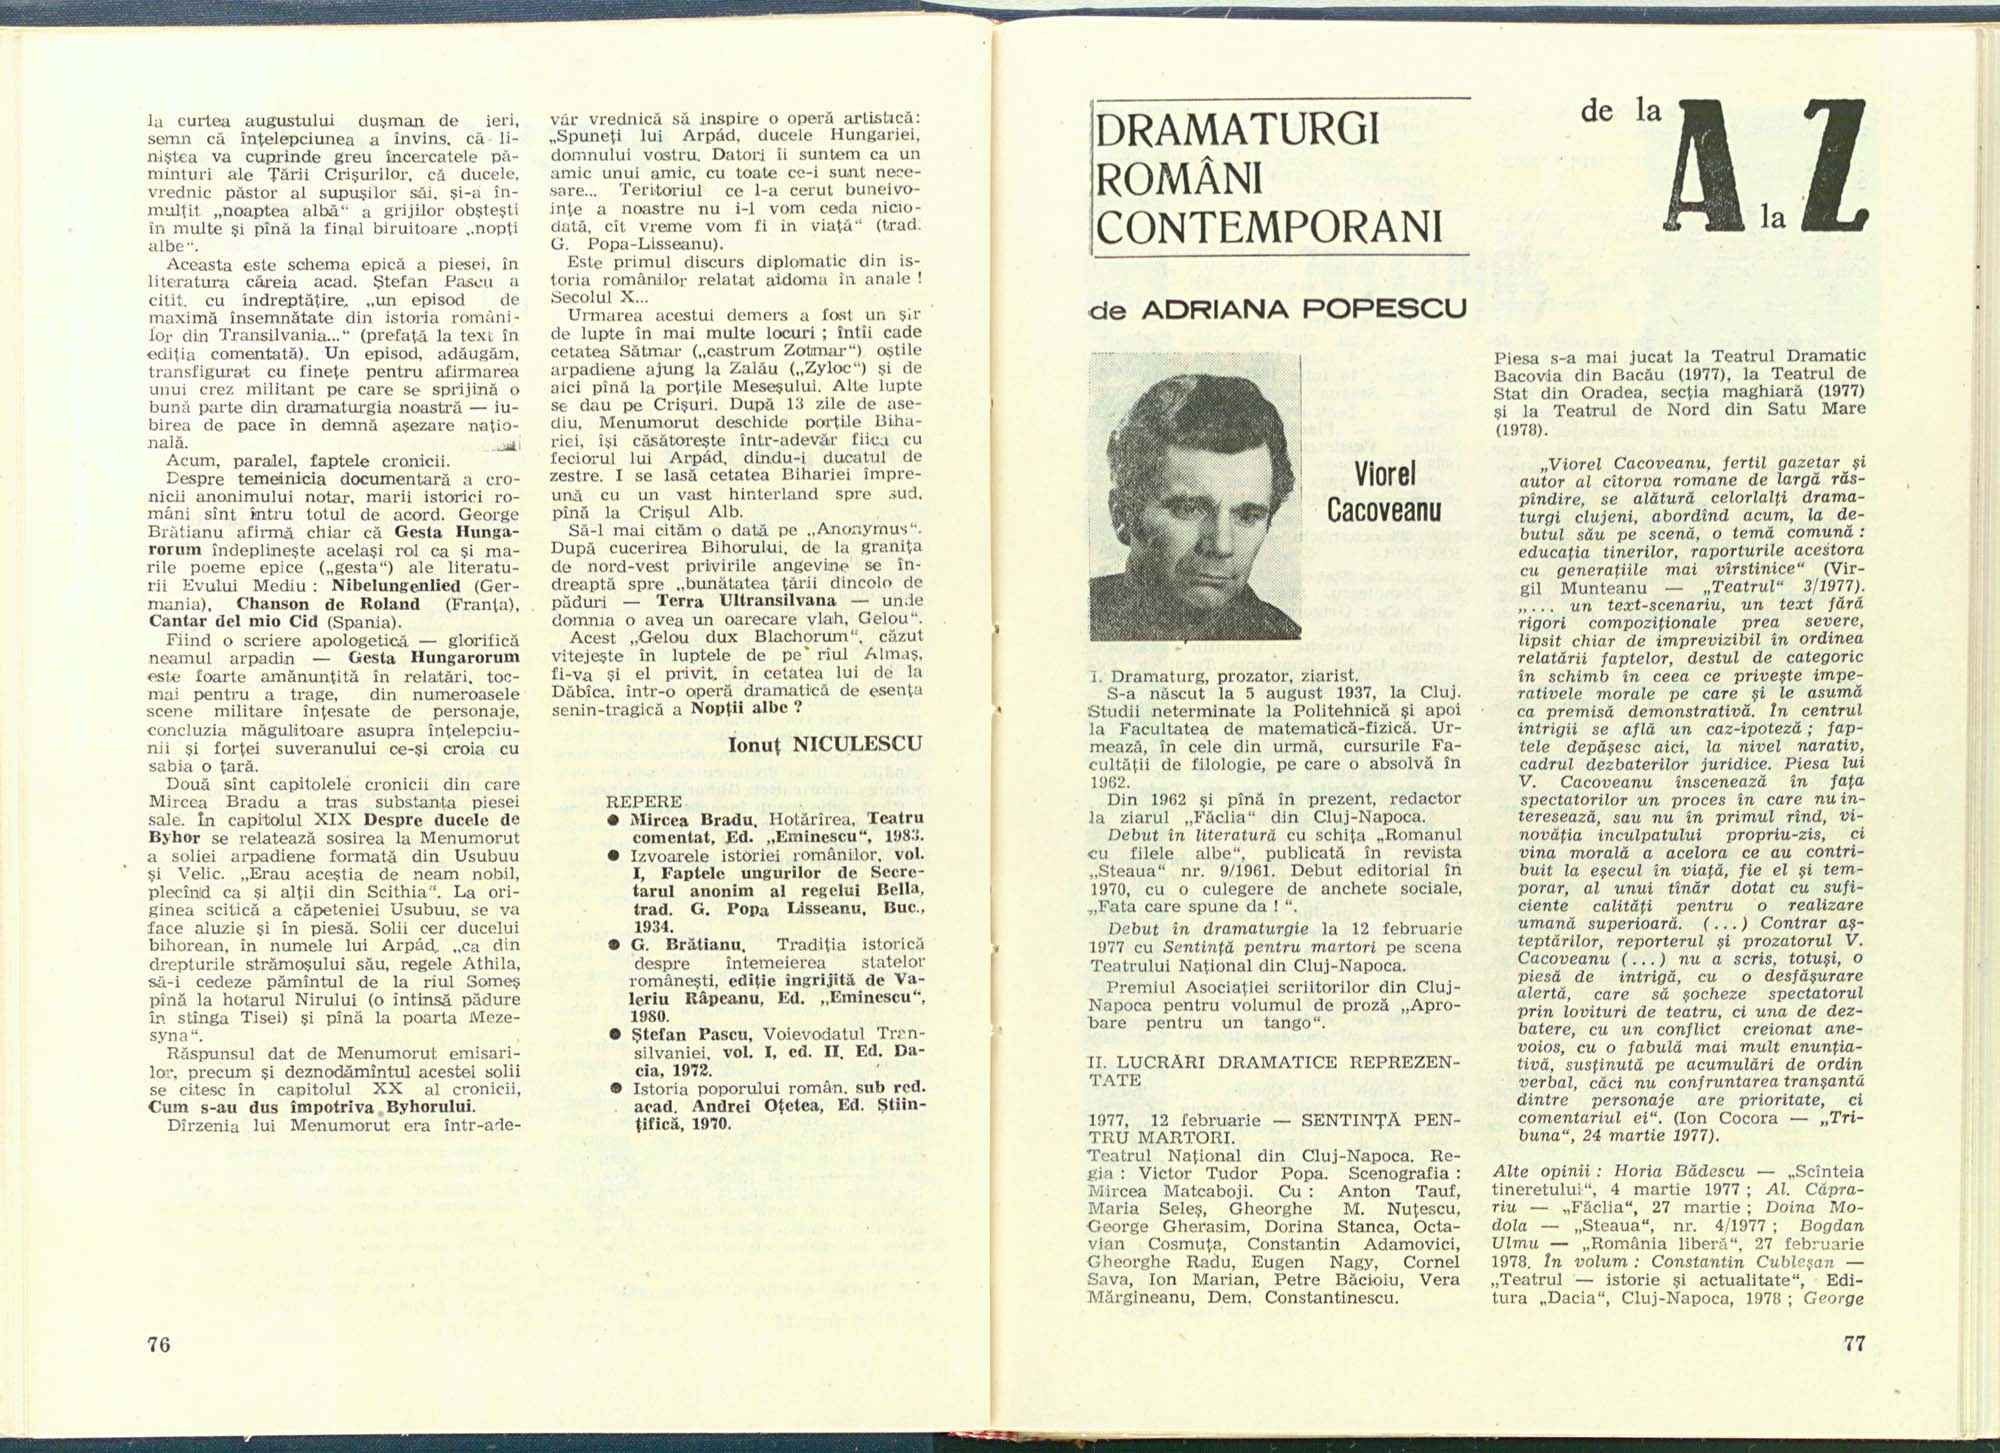 la curtea augustului dușman de ieri,
semn că înțelepciunea a învins, că li-
niștea va cuprinde greu încercatele pă-
minturi ale Țării Crișurilor, că ducele,
vrednic păstor al supușilor săi, și-a în-
mulțit „noaptea albă“ a grijilor obștești
în multe și pînă la final biruitoare „nopți
albe“.
Aceasta este schema epică a piesei, în
literatura căreia acad. Ștefan Pascu a
citit, cu îndreptățire, „un episod de
maximă însemnătate din istoria români-
lor din Transilvania...“ (prefață la text în
ediția comentată). Un episod, adăugăm,
transfigurat cu finețe pentru afirmarea
unui crez militant pe care se sprijină o
bună parte din dramaturgia noastră — iu-
birea de pace în demnă așezare națio-
nală.
Acum, paralel, faptele cronicii.
Despre temeinicia documentară a cro-
nicii anonimului notar, marii istorici ro-
mâni sînt întru totul de acord. George
Brătianu afirmă chiar că Gesta Hunga-
rorum îndeplinește același rol ca și ma-
rile poeme epice („gesta“) ale literatu-
rii Evului Mediu : Nibelungenlied (Ger-
mania), Chanson de Roland (Franța),
Cantar del mio Cid (Spania).
Fiind o scriere apologetică — glorifică
neamul arpadin — Gesta Hungarorum
este foarte amănunțită în relatări, toc-
mai pentru a trage, din numeroasele
scene militare înțesate de personaje,
concluzia măgulitoare asupra înțelepciu-
nii și forței suveranului ce-și croia cu
sabia o țară.
Două sînt capitolele cronicii din care
Mircea Bradu a tras substanța piesei
sale. În capitolul XIX Despre ducele de
Byhor se relatează sosirea la Menumorut
a soliei arpadiene formată din Usubuu
și Velic. „Erau aceștia de neam nobil,
plecînd ca și alții din Scithia“. La ori-
ginea scitică a căpeteniei Usubuu, se va
face aluzie și în piesă. Solii cer ducelui
bihorean, în numele lui Arpád, „ca din
drepturile strămoșului său, regele Athila,
să-i cedeze pămîntul de la rîul Someș
pînă la hotarul Nirului (o întinsă pădure
în stînga Tisei) și pînă la poarta Meze-
syna“.
Răspunsul dat de Menumorut emisari-
lor, precum și deznodămîntul acestei solii
se citesc în capitolul XX al cronicii,
Cum s-au dus împotriva Byhorului.
Dîrzenia lui Menumorut era într-ade-
văr vrednică să inspire o operă artistică:
„Spuneți lui Arpád, ducele Hungariei,
domnului vostru. Datori îi suntem ca un
amic unui amic, cu toate ce-i sunt nece-
sare... Teritoriul ce l-a cerut buneivo-
ințe a noastre nu i-l vom ceda nicio-
dată, cît vreme vom fi în viață“ (trad.
G. Popa-Lisseanu).
Este primul discurs diplomatic din is-
toria românilor relatat aidoma în anale !
Secolul X...
Urmarea acestui demers a fost un șir
de lupte în mai multe locuri ; întîi cade
cetatea Sătmar („castrum Zotmar“) oștile
arpadiene ajung la Zalău („Zyloc“) și de
aici pînă la porțile Meseșului. Alte lupte
se dau pe Crișuri. După 13 zile de ase-
diu, Menumorut deschide porțile Biha-
riei, își căsătorește într-adevăr fiica cu
feciorul lui Arpád, dîndu-i ducatul de
zestre. I se lasă cetatea Bihariei împre-
ună cu un vast hinterland spre sud,
pînă la Crișul Alb.
Să-l mai cităm o dată pe „Anonymus“.
După cucerirea Bihorului, de la granița
de nord-vest privirile angevine se în-
dreaptă spre „bunătatea țării dincolo de
păduri — Terra Ultransilvana — unde
domnia o avea un oarecare vlah, Gelou“.
Acest „Gelou dux Blachorum“, căzut
vitejește în luptele de pe rîul Almaș,
fi-va și el privit, în cetatea lui de la
Dăbîca, într-o operă dramatică de esența
senin-tragică a Nopții albe ?
Ionuț NICULESCU
REPERE
● Mircea Bradu, Hotărîrea, Teatru
comentat, Ed. „Eminescu“, 1983.
● Izvoarele istoriei românilor, vol.
I, Faptele ungurilor de Secre-
tarul anonim al regelui Bella,
trad. G. Popa Lisseanu, Buc.,
1934.
● G. Brătianu, Tradiția istorică
despre întemeierea statelor
românești, ediție îngrijită de Va-
leriu Râpeanu, Ed. „Eminescu“,
1980.
● Ștefan Pascu, Voievodatul Tran-
silvaniei, vol. I, ed. II, Ed. Da-
cia, 1972.
● Istoria poporului român, sub red.
acad. Andrei Oțetea, Ed. Știin-
țifică, 1970.
76
DRAMATURGI
ROMÂNI
CONTEMPORANI
de la A la Z
de ADRIANA POPESCU
Viorel
Cacoveanu
I. Dramaturg, prozator, ziarist.
S-a născut la 5 august 1937, la Cluj.
Studii neterminate la Politehnică și apoi
la Facultatea de matematică-fizică. Ur-
mează, în cele din urmă, cursurile Fa-
cultății de filologie, pe care o absolvă în
1962.
Din 1962 și pînă în prezent, redactor
la ziarul „Făclia“ din Cluj-Napoca.
Debut în literatură cu schița „Romanul
cu filele albe“, publicată în revista
„Steaua“ nr. 9/1961. Debut editorial în
1970, cu o culegere de anchete sociale,
„Fata care spune da ! “.
Debut în dramaturgie la 12 februarie
1977 cu Sentință pentru martori pe scena
Teatrului Național din Cluj-Napoca.
Premiul Asociației scriitorilor din Cluj-
Napoca pentru volumul de proză „Apro-
bare pentru un tango“.
II. LUCRĂRI DRAMATICE REPREZEN-
TATE
1977, 12 februarie — SENTINȚĂ PEN-
TRU MARTORI.
Teatrul Național din Cluj-Napoca. Re-
gia : Victor Tudor Popa. Scenografia :
Mircea Matcaboji. Cu : Anton Tauf,
Maria Seleș, Gheorghe M. Nuțescu,
George Gherasim, Dorina Stanca, Octa-
vian Cosmuța, Constantin Adamovici,
Gheorghe Radu, Eugen Nagy, Cornel
Sava, Ion Marian, Petre Băcioiu, Vera
Mărgineanu, Dem. Constantinescu.
Piesa s-a mai jucat la Teatrul Dramatic
Bacovia din Bacău (1977), la Teatrul de
Stat din Oradea, secția maghiară (1977)
și la Teatrul de Nord din Satu Mare
(1978).
„Viorel Cacoveanu, fertil gazetar și
autor al cîtorva romane de largă răs-
pîndire, se alătură celorlalți drama-
turgi clujeni, abordînd acum, la de-
butul său pe scenă, o temă comună :
educația tinerilor, raporturile acestora
cu generațiile mai vîrstinice“ (Vir-
gil Munteanu — „Teatrul“ 3/1977).
„... un text-scenariu, un text fără
rigori compoziționale prea severe,
lipsit chiar de imprevizibil în ordinea
relatării faptelor, destul de categoric
în schimb în ceea ce privește impe-
rativele morale pe care și le asumă
ca premisă demonstrativă. În centrul
intrigii se află un caz-ipoteză ; fap-
tele depășesc aici, la nivel narativ,
cadrul dezbaterilor juridice. Piesa lui
V. Cacoveanu înscenează în fața
spectatorilor un proces în care nu in-
teresează, sau nu în primul rînd, vi-
novăția inculpatului propriu-zis, ci
vina morală a acelora ce au contri-
buit la eșecul în viață, fie el și tem-
porar, al unui tînăr dotat cu sufi-
ciente calități pentru o realizare
umană superioară. (...) Contrar aș-
teptărilor, reporterul și prozatorul V.
Cacoveanu (...) nu a scris, totuși, o
piesă de intrigă, cu o desfășurare
alertă, care să șocheze spectatorul
prin lovituri de teatru, ci una de dez-
batere, cu un conflict creionat ane-
voios, cu o fabulă mai mult enunția-
tivă, susținută pe acumulări de ordin
verbal, căci nu confruntarea tranșantă
dintre personaje are prioritate, ci
comentariul ei“. (Ion Cocora — „Tri-
buna“, 24 martie 1977).
Alte opinii : Horia Bădescu — „Scînteia
tineretului“, 4 martie 1977 ; Al. Căpra-
riu — „Făclia“, 27 martie ; Doina Mo-
dola — „Steaua“, nr. 4/1977 ; Bogdan
Ulmu — „România liberă“, 27 februarie
1978. În volum : Constantin Cubleșan —
„Teatrul — istorie și actualitate“, Edi-
tura „Dacia“, Cluj-Napoca, 1978 ; George
77